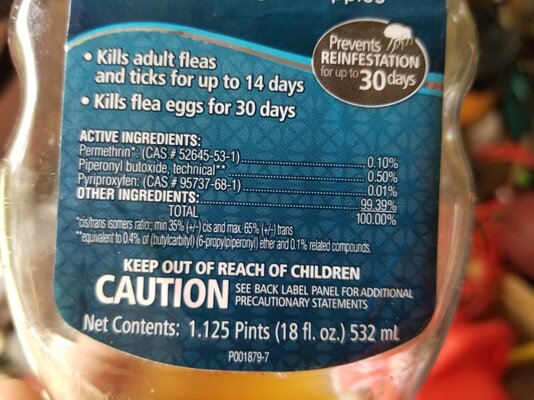 • Kills adult fleas
and ticks for up to 14 days
• Kills flea eggs for 30 days
Prevents
REINFESTATION
for up to 30 days
ACTIVE INGREDIENTS:
Permethrin*: (CAS # 52645-53-1) 0.10%
Piperonyl butoxide, technical** 0.50%
Pyriproxyfen: (CAS # 95737-68-1) 0.01%
OTHER INGREDIENTS: 99.39%
TOTAL 100.00%
*cis/trans isomers ratio:; min 35% (+/-) cis and max. 65% (+/-) trans
**equivalent to 0.4% of (butylcarbityl) (6-propylpiperonyl) ether and 0.1% related compounds.
KEEP OUT OF REACH OF CHILDREN
CAUTION SEE BACK LABEL PANEL FOR ADDITIONAL
PRECAUTIONARY STATEMENTS
Net Contents: 1.125 Pints (18 fl. oz.) 532 mL
P001879-7